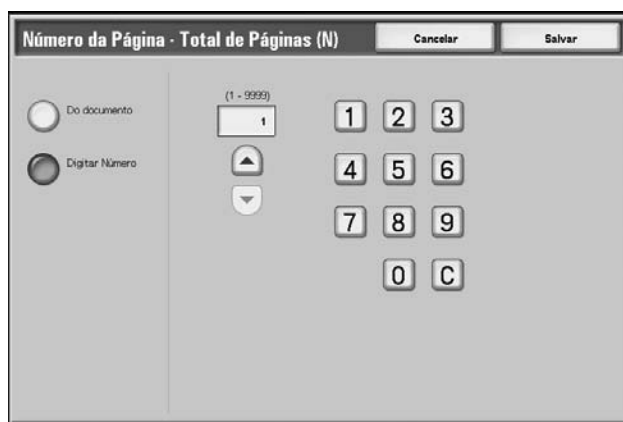 Número da Página - Total de Páginas (N)
Cancelar
Salvar
Do documento
Digitar Número
(1 - 9999)
1
1 2 3
4 5 6
7 8 9
0 C